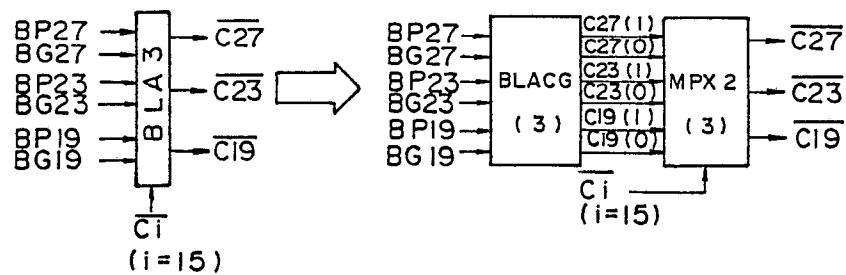 BP27
BG27
BP23
BG23
BP19
BG19
BLA3
C27
C23
C19
Ci
(i=15)
BP27
BG27
BP23
BG23
BP19
BG19
BLACG
(3)
C27(1)
C27(0)
C23(1)
C23(0)
C19(1)
C19(0)
MPX2
(3)
C27
C23
C19
Ci
(i=15)